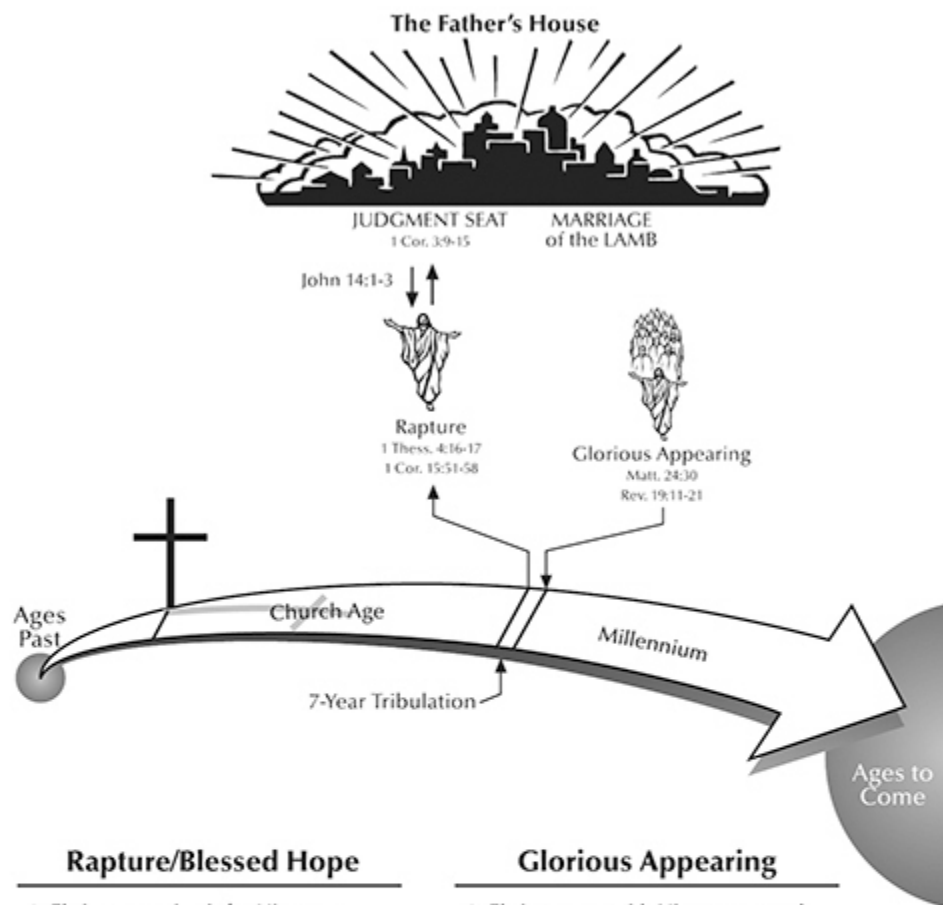 The Father's House
JUDGMENT SEAT
1 Cor. 3:9-15
MARRIAGE
of the LAMB
John 14:1-3
Rapture
1 Thess. 4:16-17
1 Cor. 15:51-58
Glorious Appearing
Matt. 24:30
Rev. 19:11-21
Ages
Past
Church Age
Millennium
7-Year Tribulation
Ages to
Come
Rapture/Blessed Hope
Glorious Appearing